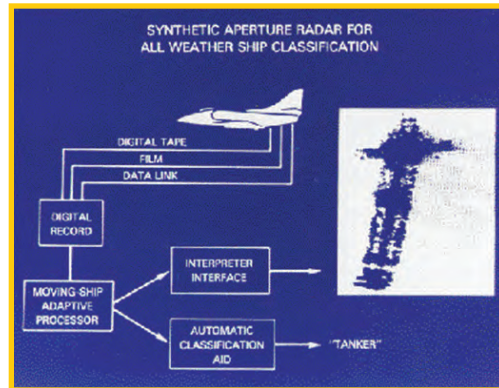 SYNTHETIC APERTURE RADAR FOR
ALL WEATHER SHIP CLASSIFICATION
DIGITAL TAPE
FILM
DATA LINK
DIGITAL
RECORD
MOVING-SHIP
ADAPTIVE
PROCESSOR
INTERPRETER
INTERFACE
AUTOMATIC
CLASSIFICATION
AID
"TANKER"